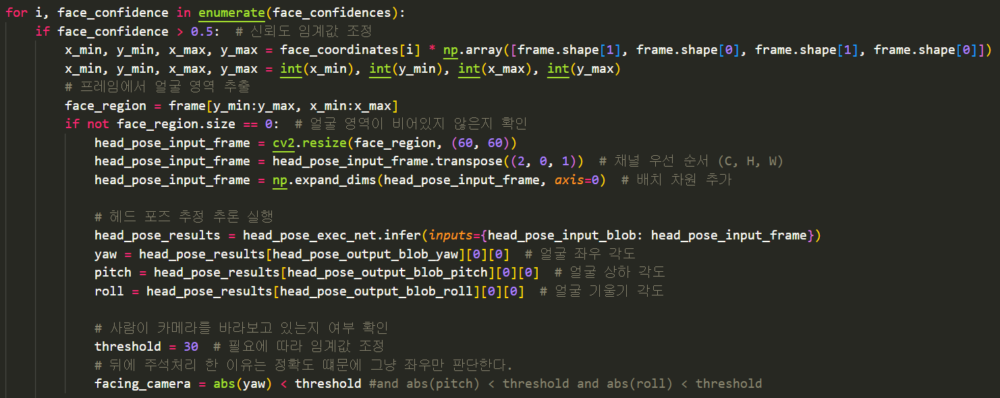 for i, face_confidence in enumerate(face_confidences):
    if face_confidence > 0.5:  # 신뢰도 임계값 조정
        x_min, y_min, x_max, y_max = face_coordinates[i] * np.array([frame.shape[1], frame.shape[0], frame.shape[1], frame.shape[0]])
        x_min, y_min, x_max, y_max = int(x_min), int(y_min), int(x_max), int(y_max)
        # 프레임에서 얼굴 영역 추출
        face_region = frame[y_min:y_max, x_min:x_max]
        if not face_region.size == 0:  # 얼굴 영역이 비어있지 않은지 확인
            head_pose_input_frame = cv2.resize(face_region, (60, 60))
            head_pose_input_frame = head_pose_input_frame.transpose((2, 0, 1))  # 채널 우선 순서 (C, H, W)
            head_pose_input_frame = np.expand_dims(head_pose_input_frame, axis=0)  # 배치 차원 추가

            # 헤드 포즈 추정 추론 실행
            head_pose_results = head_pose_exec_net.infer(inputs={head_pose_input_blob: head_pose_input_frame})
            yaw = head_pose_results[head_pose_output_blob_yaw][0][0]  # 얼굴 좌우 각도
            pitch = head_pose_results[head_pose_output_blob_pitch][0][0]  # 얼굴 상하 각도
            roll = head_pose_results[head_pose_output_blob_roll][0][0]  # 얼굴 기울기 각도

            # 사람이 카메라를 바라보고 있는지 여부 확인
            threshold = 30  # 필요에 따라 임계값 조정
            # 뒤에 주석처리 한 이유는 정확도 떄문에 그냥 좌우만 판단한다.
            facing_camera = abs(yaw) < threshold #and abs(pitch) < threshold and abs(roll) < threshold